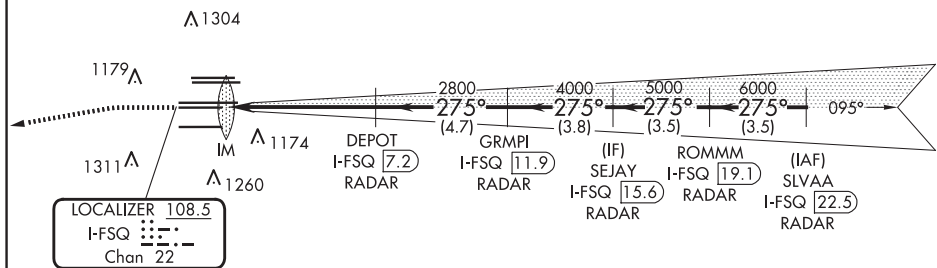 1304
1179
2800 4000 5000 6000
275° 275° 275° 275° 095°
(4.7) (3.8) (3.5) (3.5)
IM
1174
1311
1260
DEPOT
I-FSQ 7.2
RADAR
GRMPI
I-FSQ 11.9
RADAR
(IF)
SEJAY
I-FSQ 15.6
RADAR
ROMMM
I-FSQ 19.1
RADAR
(IAF)
SLVAA
I-FSQ 22.5
RADAR
LOCALIZER 108.5
I-FSQ
Chan 22